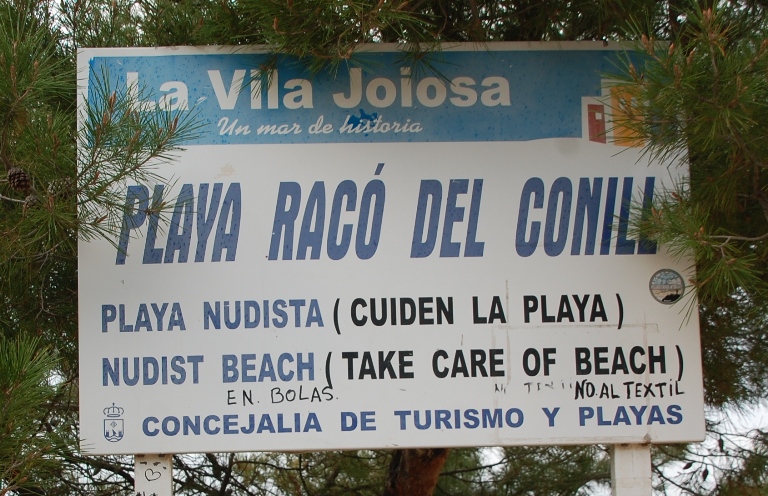 La Vila Joiosa
Un mar de historia
PLAYA RACÓ DEL CONILL
PLAYA NUDISTA (CUIDEN LA PLAYA)
NUDIST BEACH (TAKE CARE OF BEACH)
EN. BOLAS. NO.AL TEXTIL
CONCEJALIA DE TURISMO Y PLAYAS